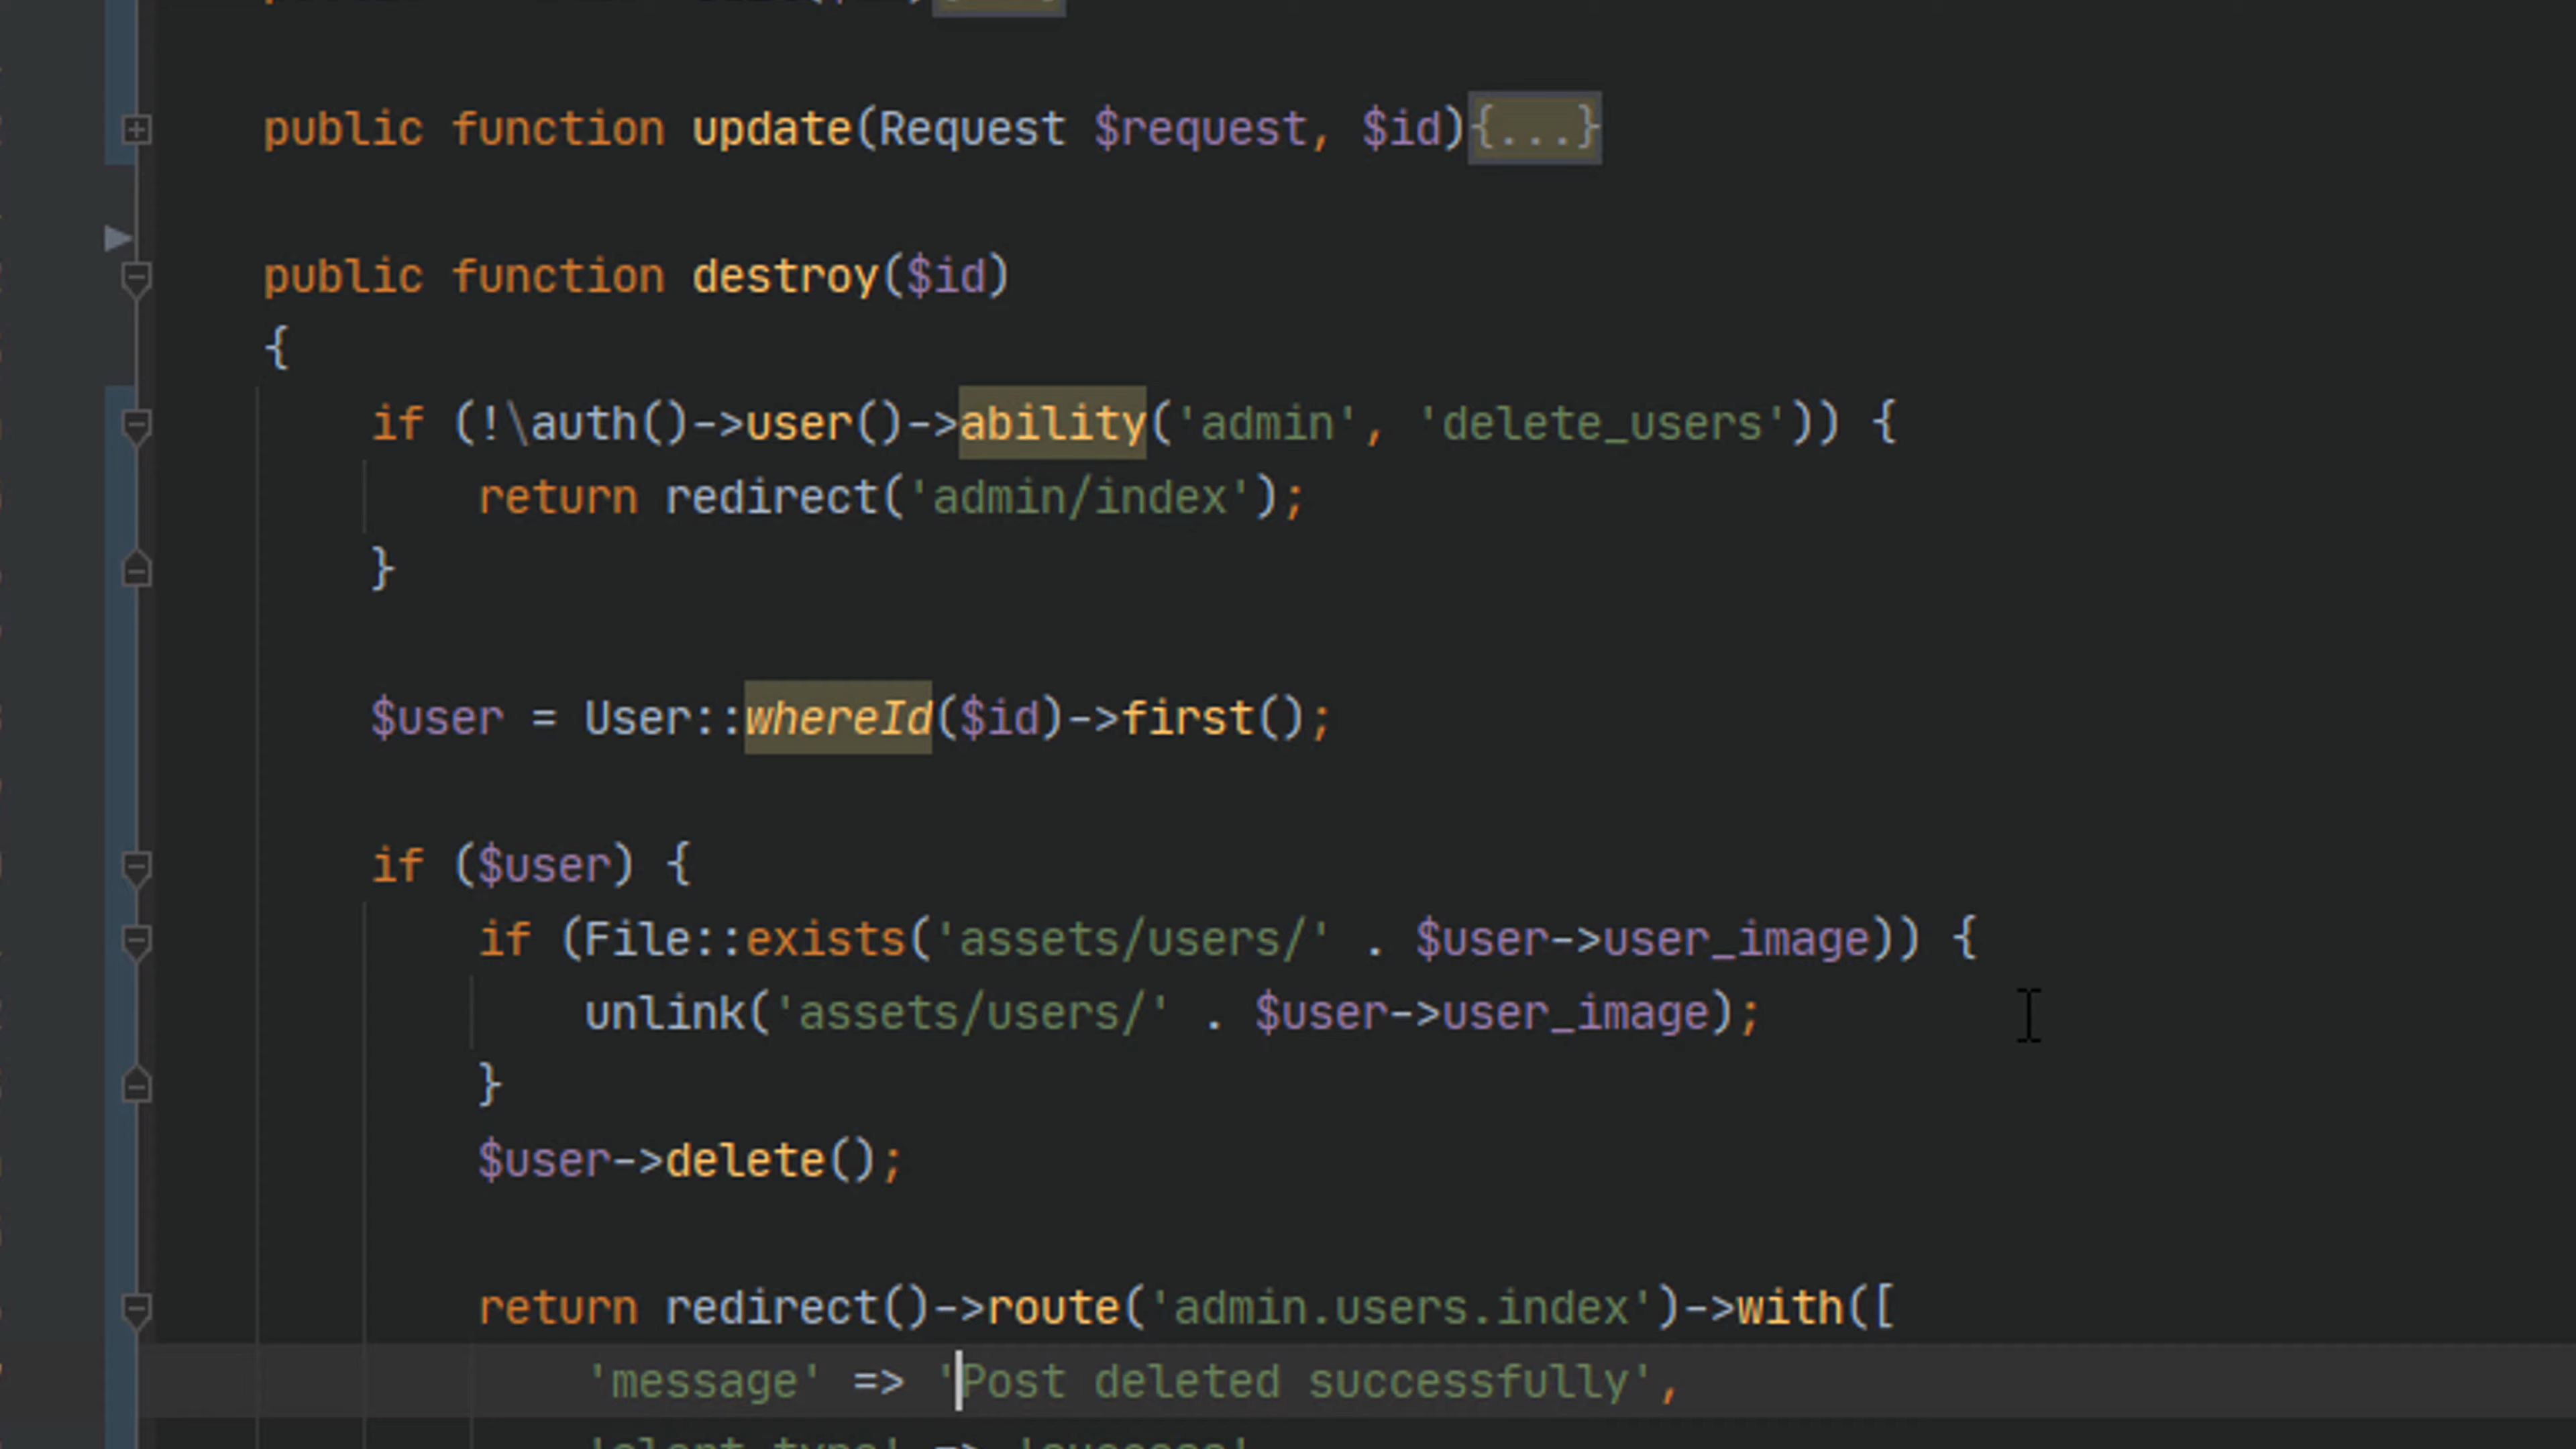 public function update(Request $request, $id){...}
public function destroy($id)
{
if (!\auth()->user()->ability('admin', 'delete_users')) {
return redirect('admin/index');
}
$user = User::whereId($id)->first();
if ($user) {
if (File::exists('assets/users/' . $user->user_image)) {
unlink('assets/users/' . $user->user_image);
}
$user->delete();
return redirect()->route('admin.users.index')->with([
'message' => 'Post deleted successfully',